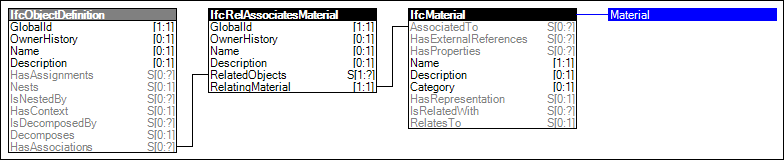 IfcObjectDefinition
GlobalId [1:1]
OwnerHistory [0:1]
Name [0:1]
Description [0:1]
HasAssignments S[0:?]
Nests S[0:1]
IsNestedBy S[0:?]
HasContext S[0:1]
IsDecomposedBy S[0:?]
Decomposes S[0:1]
HasAssociations S[0:?]
IfcRelAssociatesMaterial
GlobalId [1:1]
OwnerHistory [0:1]
Name [0:1]
Description [0:1]
RelatedObjects S[1:?]
RelatingMaterial [1:1]
IfcMaterial
AssociatedTo S[0:?]
HasExternalReferences S[0:?]
HasProperties S[0:?]
Name [1:1]
Description [0:1]
Category [0:1]
HasRepresentation S[0:1]
IsRelatedWith S[0:?]
RelatesTo S[0:1]
Material